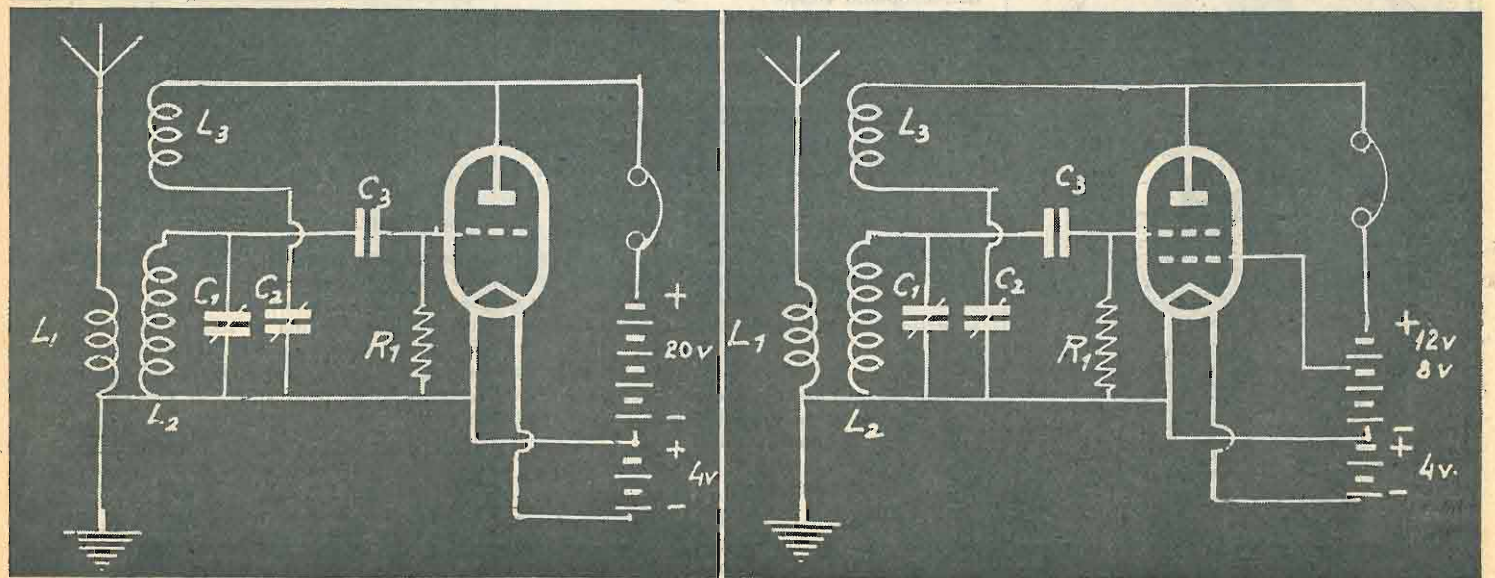 L3
C3
+
C1
C2
20v
L1
R1
L2
-
+
4v
-
L3
C3
C1
C2
+
12v
L1
R1
8v
L2
-
+
4v.
-